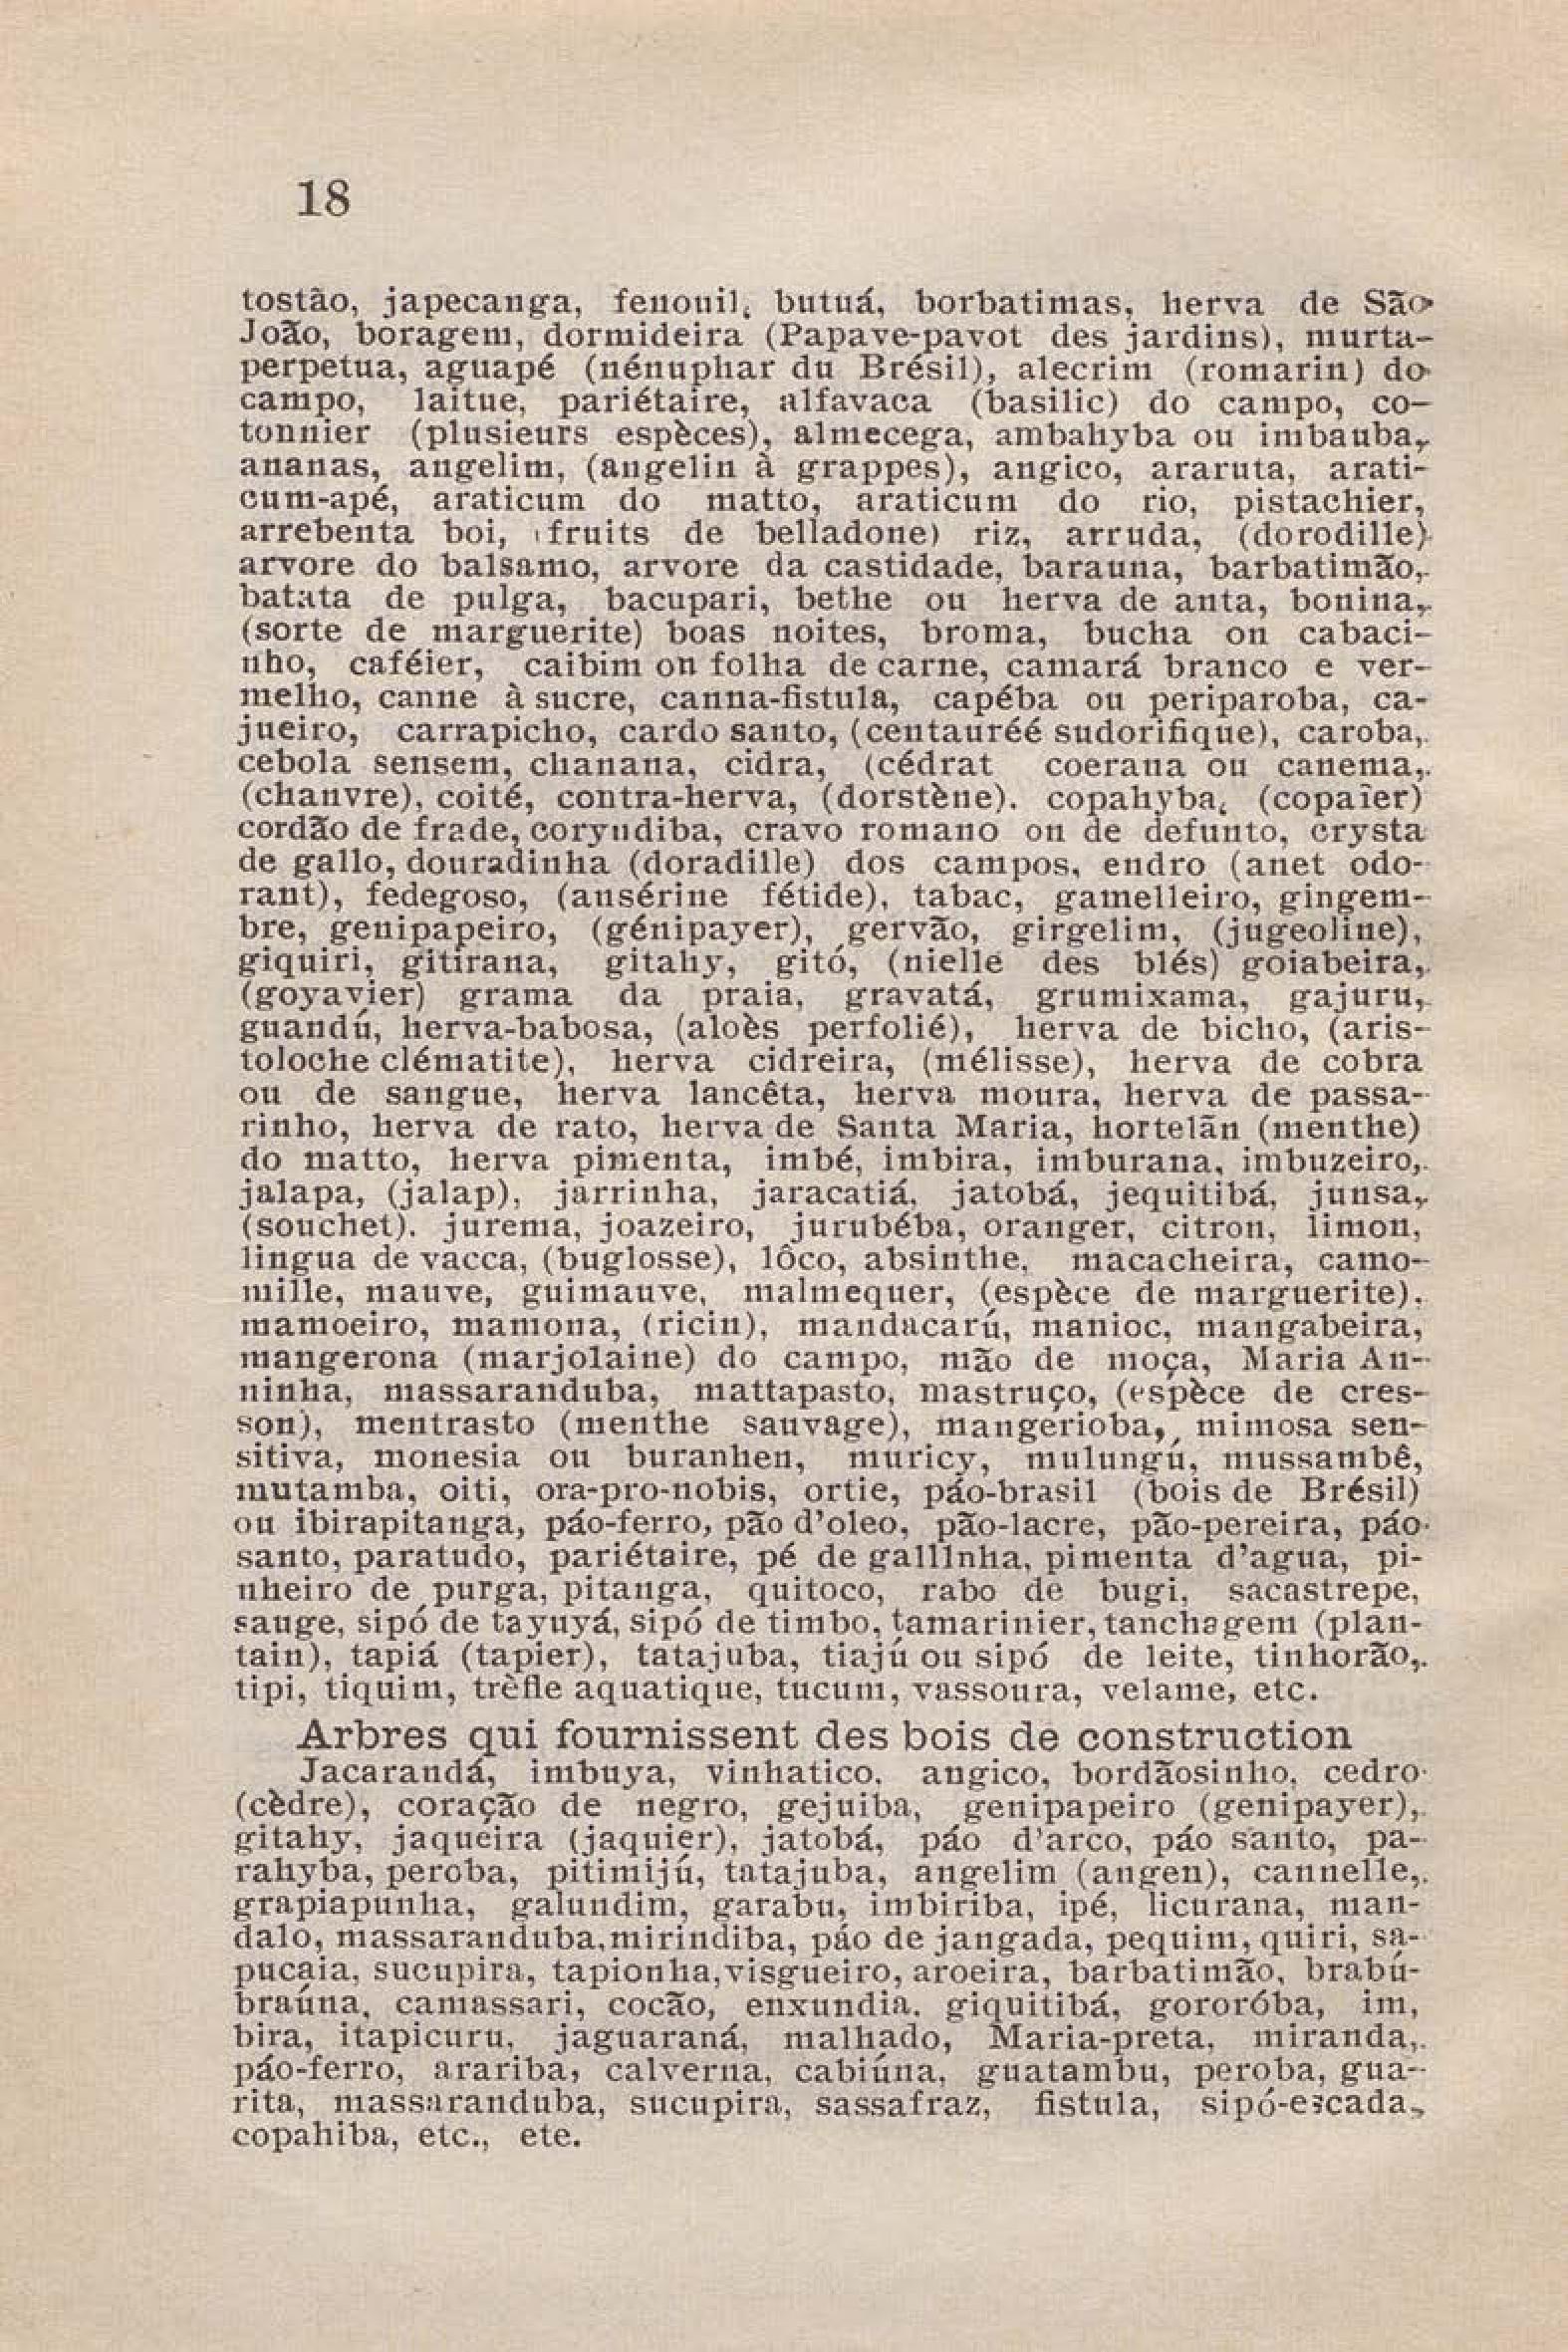 18
tostão, japecanga, fenouil, butuá, borbatimas, herva de São
João, boragem, dormideira (Papave-pavot des jardins), murta-
perpetua, aguapé (nénuphar du Brésil), alecrim (romarin) do
campo, laitue, pariétaire, alfavaca (basilic) do campo, co-
tonnier (plusieurs espèces), almecega, ambahyba ou imbauba,
ananas, angelim, (angelin à grappes), angico, araruta, arati-
cum-apé, araticum do matto, araticum do rio, pistachier,
arrebenta boi, (fruits de belladone) riz, arruda, (dorodille)
arvore do balsamo, arvore da castidade, barauna, barbatimão,
batata de pulga, bacupari, bethe ou herva de anta, bonina,
(sorte de marguerite) boas noites, broma, bucha on cabaci-
nho, caféier, caibim on folha de carne, camará branco e ver-
melho, canne à sucre, canna-fistula, capéba ou periparoba, ca-
jueiro, carrapicho, cardo santo, (centauréé sudorifique), caroba,
cebola sensem, chanana, cidra, (cédrat coerana ou canema,
(chanvre), coité, contra-herva, (dorstène). copahyba, (copaïer)
cordão de frade, coryndiba, cravo romano on de defunto, crysta
de gallo, douradinha (doradille) dos campos, endro (anet odo-
rant), fedegoso, (ansérine fétide), tabac, gamelleiro, gingem-
bre, genipapeiro, (génipayer), gervão, girgelim, (jugeoline),
giquiri, gitirana, gitahy, gitó, (nielle des blés) goiabeira,
(goyavier) grama da praia, gravatá, grumixama, gajuru,
guandú, herva-babosa, (aloès perfolié), herva de bicho, (aris-
toloche clématite), herva cidreira, (mélisse), herva de cobra
ou de sangue, herva lancêta, herva moura, herva de passa-
rinho, herva de rato, herva de Santa Maria, hortelãn (menthe)
do matto, herva pimenta, imbé, imbira, imburana, imbuzeiro,
jalapa, (jalap), jarrinha, jaracatiá, jatobá, jequitibá, junsa,
(souchet). jurema, joazeiro, jurubéba, oranger, citron, limon,
lingua de vacca, (buglosse), lôco, absinthe, macacheira, camo-
mille, mauve, guimauve, malmequer, (espèce de marguerite).
mamoeiro, mamona, (ricin), mandacarú, manioc, mangabeira,
mangerona (marjolaine) do campo, mão de moça, Maria An-
ninha, massaranduba, mattapasto, mastruço, (espèce de cres-
son), mentrasto (menthe sauvage), mangerioba, mimosa sen-
sitiva, monesia ou buranhen, muricy, mulungú, mussambê,
mutamba, oiti, ora-pro-nobis, ortie, páo-brasil (bois de Brésil)
ou ibirapitanga, páo-ferro, pão d'oleo, pão-lacre, pão-pereira, páo
santo, paratudo, pariétaire, pé de gallInha, pimenta d'agua, pi-
nheiro de purga, pitanga, quitoco, rabo de bugi, sacastrepe,
sauge, sipó de tayuyá, sipó de timbo, tamarinier, tanchagem (plan-
tain), tapiá (tapier), tatajuba, tiajú ou sipó de leite, tinhorão,
tipi, tiquim, trèfle aquatique, tucum, vassoura, velame, etc.
Arbres qui fournissent des bois de construction
Jacarandá, imbuya, vinhatico. angico, bordãosinho, cedro
(cèdre), coração de negro, gejuiba, genipapeiro (genipayer),
gitahy, jaqueira (jaquier), jatobá, páo d'arco, páo santo, pa-
rahyba, peroba, pitimijú, tatajuba, angelim (angen), cannelle,
grapiapunha, galundim, garabu, imbiriba, ipé, licurana, man-
dalo, massaranduba, mirindiba, páo de jangada, pequim, quiri, sa-
pucaia, sucupira, tapionha, visgueiro, aroeira, barbatimão, brabú-
braúna, camassari, cocão, enxundia. giquitibá, gororóba, im,
bira, itapicuru, jaguaraná, malhado, Maria-preta, miranda,
páo-ferro, arariba, calverna, cabiúna, guatambu, peroba, gua-
rita, massaranduba, sucupira, sassafraz, fistula, sipó-escada,
copahiba, etc., ete.